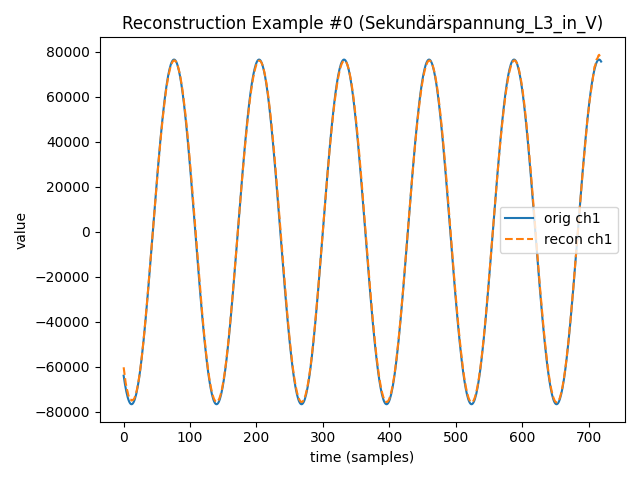 Reconstruction Example #0 (Sekundärspannung_L3_in_V)
80000
60000
40000
20000
0
−20000
−40000
−60000
−80000
value
orig ch1
recon ch1
0 100 200 300 400 500 600 700
time (samples)